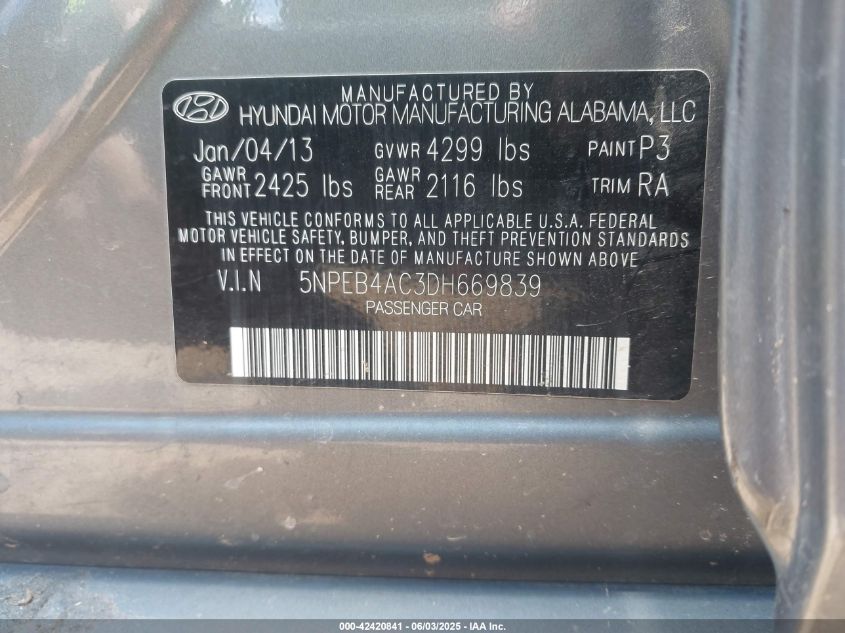 MANUFACTURED BY
HYUNDAI MOTOR MANUFACTURING ALABAMA, LLC
Jan/04/13 GVWR 4299 lbs PAINT P3
GAWR FRONT 2425 lbs GAWR REAR 2116 lbs TRIM RA
THIS VEHICLE CONFORMS TO ALL APPLICABLE U.S.A. FEDERAL
MOTOR VEHICLE SAFETY, BUMPER, AND THEFT PREVENTION STANDARDS
IN EFFECT ON THE DATE OF MANUFACTURE SHOWN ABOVE.
V.I.N 5NPEB4AC3DH669839
PASSENGER CAR
000-42420841 - 06/03/2025 - IAA Inc.